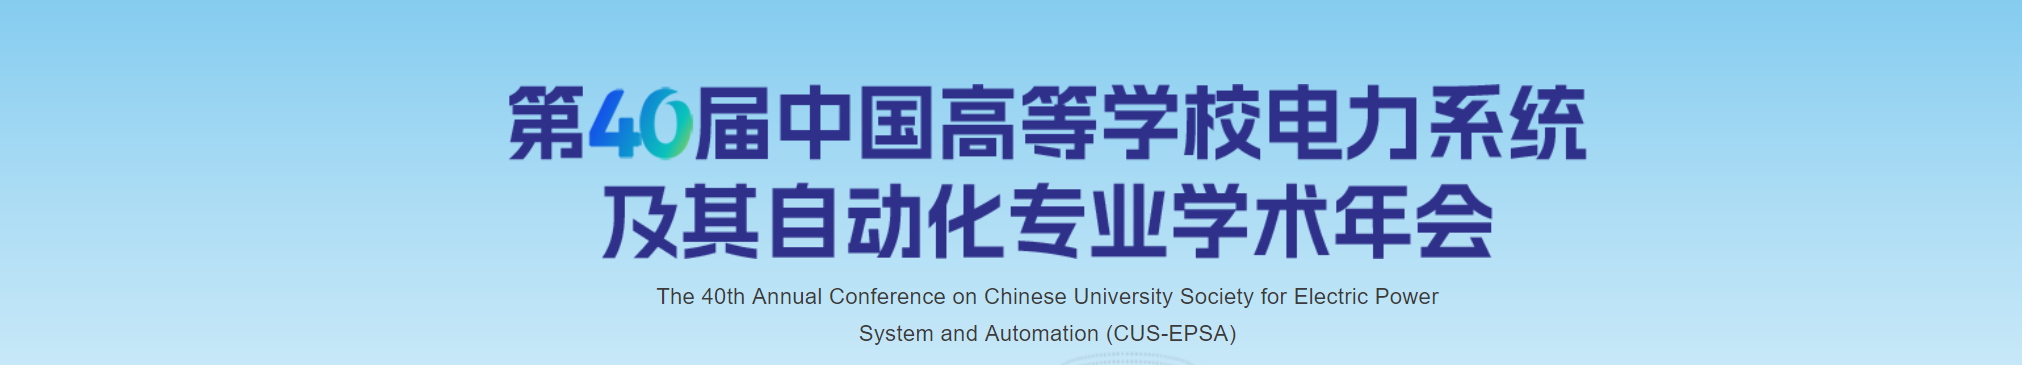 第40届中国高等学校电力系统
及其自动化专业学术年会
The 40th Annual Conference on Chinese University Society for Electric Power
System and Automation (CUS-EPSA)